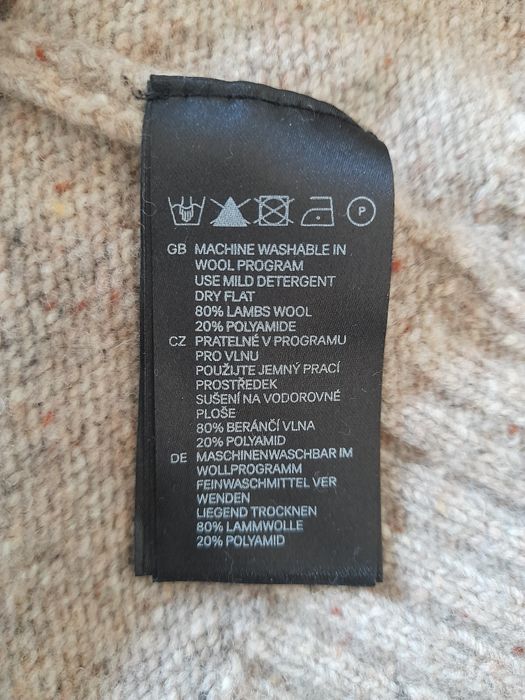 P
GB MACHINE WASHABLE IN
WOOL PROGRAM
USE MILD DETERGENT
DRY FLAT
80% LAMBS WOOL
20% POLYAMIDE
CZ PRATELNÉ V PROGRAMU
PRO VLNU
POUŽIJTE JEMNÝ PRACÍ
PROSTŘEDEK
SUŠENÍ NA VODOROVNÉ
PLOŠE
80% BERÁNČÍ VLNA
20% POLYAMID
DE MASCHINENWASCHBAR IM
WOLLPROGRAMM
FEINWASCHMITTEL VER
WENDEN
LIEGEND TROCKNEN
80% LAMMWOLLE
20% POLYAMID